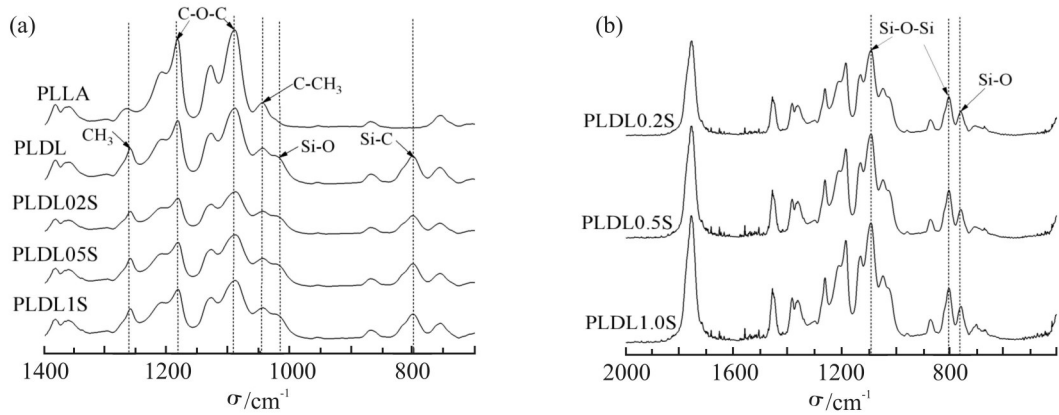 (a)
C-O-C
C-CH3
PLLA
CH3
Si-O
Si-C
PLDL
PLDL02S
PLDL05S
PLDL1S
1400
1200
1000
800
σ/cm-1
(b)
Si-O-Si
Si-O
PLDL0.2S
PLDL0.5S
PLDL1.0S
2000
1600
1200
800
σ/cm-1